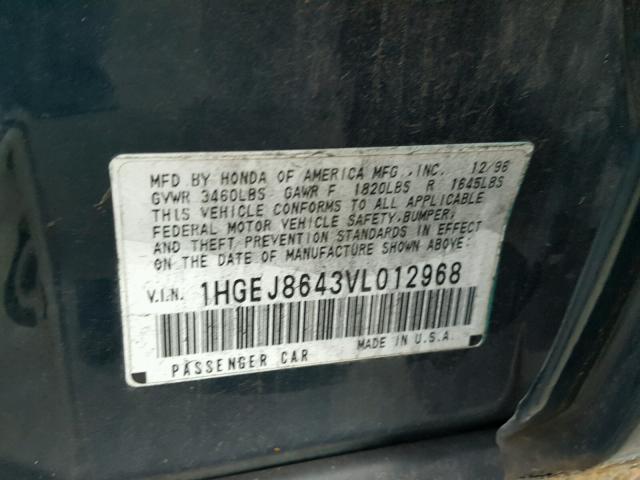 MFD BY HONDA OF AMERICA MFG.,INC. 12/96
GVWR 3460LBS GAWR F 1820LBS R 1645LBS
THIS VEHICLE CONFORMS TO ALL APPLICABLE
FEDERAL MOTOR VEHICLE SAFETY,BUMPER,
AND THEFT PREVENTION STANDARDS IN EFFECT
ON THE DATE OF MANUFACTURE SHOWN ABOVE.
V.I.N. 1HGEJ8643VL012968
PASSENGER CAR MADE IN U.S.A.